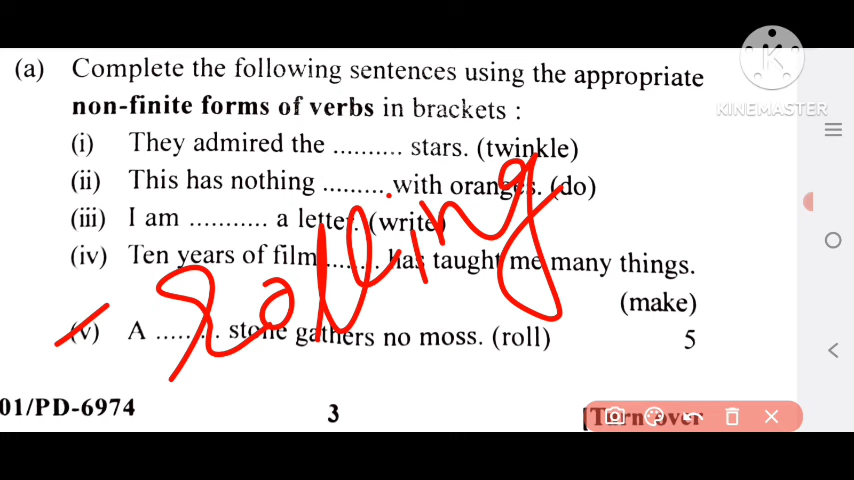 KINEMASTER
(a) Complete the following sentences using the appropriate
non-finite forms of verbs in brackets :
(i) They admired the .......... stars. (twinkle)
(ii) This has nothing .......... with oranges. (do)
(iii) I am ........... a letter. (write)
(iv) Ten years of film ........ has taught me many things.
(make)
(v) A .......... stone gathers no moss. (roll) 5
Rolling
01/PD-6974 3 [Turn over